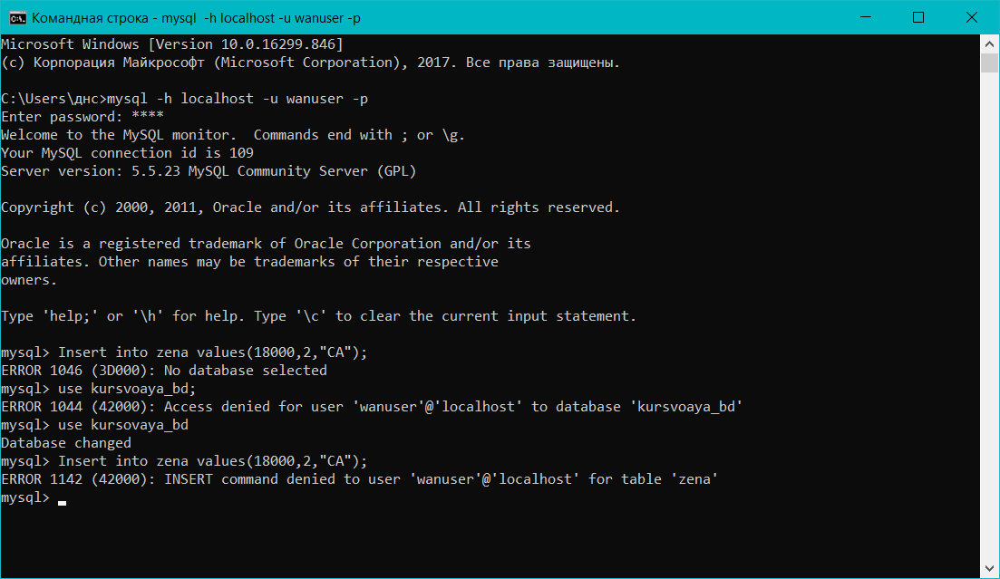 Командная строка - mysql  -h localhost -u wanuser -p
Microsoft Windows [Version 10.0.16299.846]
(c) Корпорация Майкрософт (Microsoft Corporation), 2017. Все права защищены.
C:\Users\днс>mysql -h localhost -u wanuser -p
Enter password: ****
Welcome to the MySQL monitor.  Commands end with ; or \g.
Your MySQL connection id is 109
Server version: 5.5.23 MySQL Community Server (GPL)
Copyright (c) 2000, 2011, Oracle and/or its affiliates. All rights reserved.
Oracle is a registered trademark of Oracle Corporation and/or its
affiliates. Other names may be trademarks of their respective
owners.
Type 'help;' or '\h' for help. Type '\c' to clear the current input statement.
mysql> Insert into zena values(18000,2,"CA");
ERROR 1046 (3D000): No database selected
mysql> use kursvoaya_bd;
ERROR 1044 (42000): Access denied for user 'wanuser'@'localhost' to database 'kursvoaya_bd'
mysql> use kursovaya_bd
Database changed
mysql> Insert into zena values(18000,2,"CA");
ERROR 1142 (42000): INSERT command denied to user 'wanuser'@'localhost' for table 'zena'
mysql>